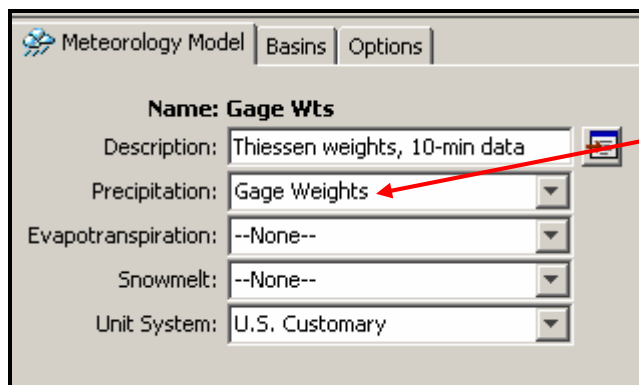 Meteorology Model Basins Options
Name: Gage Wts
Description: Thiessen weights, 10-min data
Precipitation: Gage Weights
Evapotranspiration: --None--
Snowmelt: --None--
Unit System: U.S. Customary